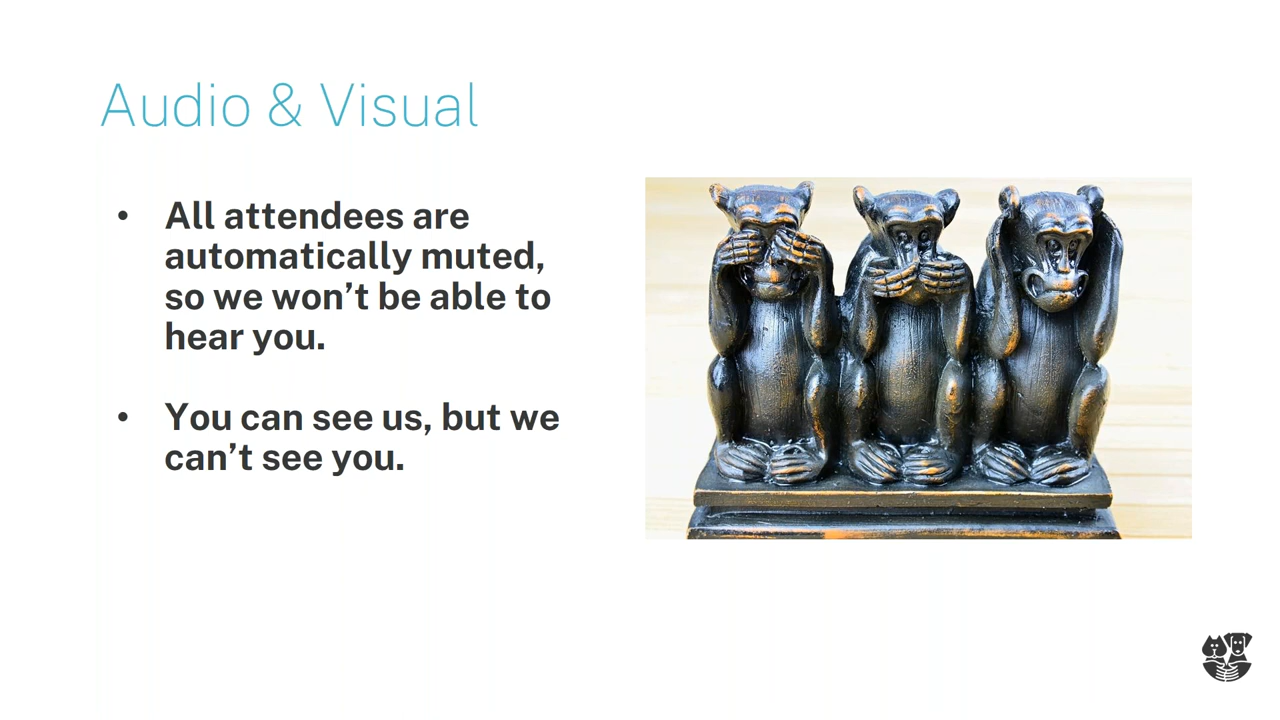 Audio & Visual
• All attendees are
automatically muted,
so we won’t be able to
hear you.
• You can see us, but we
can’t see you.